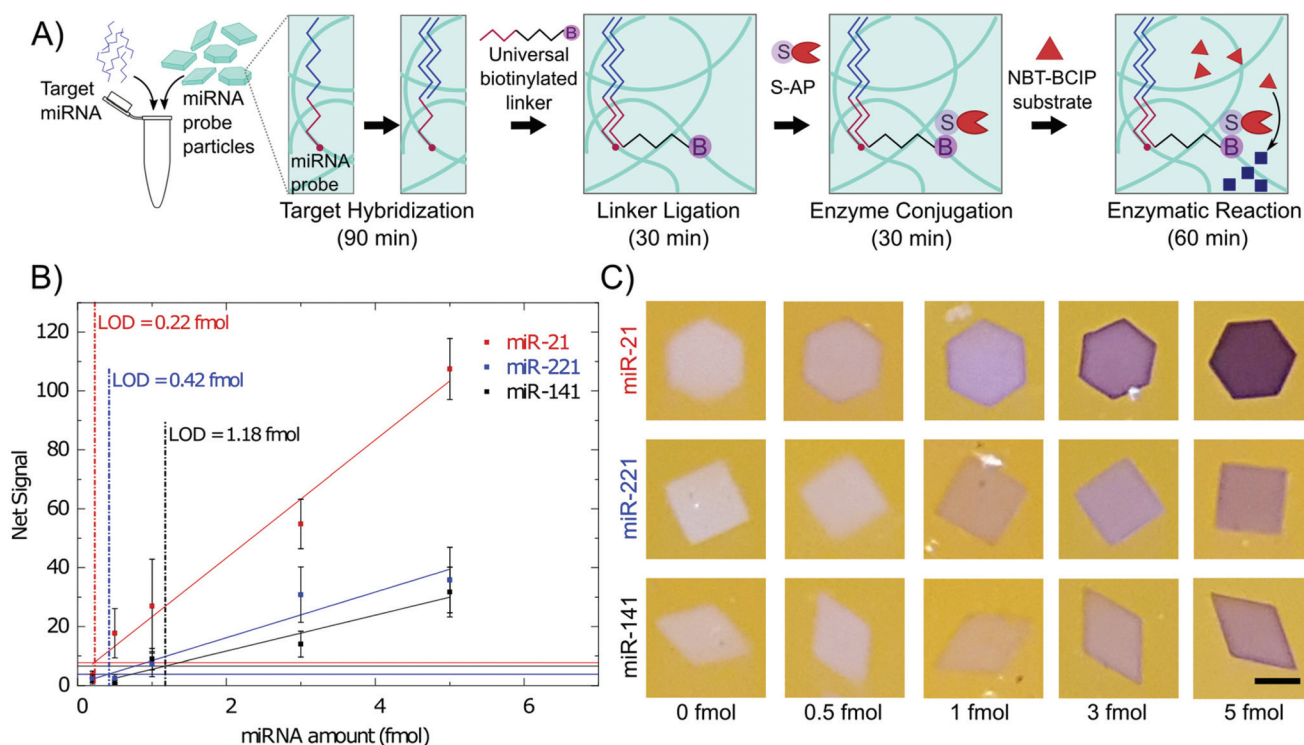 A)
Target
miRNA
miRNA
probe
particles
miRNA
probe
Target Hybridization
(90 min)
B
Universal
biotinylated
linker
B
Linker Ligation
(30 min)
S
S-AP
S
B
Enzyme Conjugation
(30 min)
NBT-BCIP
substrate
S
B
Enzymatic Reaction
(60 min)
B)
Net Signal
120
100
80
60
40
20
0
0
2
4
6
miRNA amount (fmol)
LOD = 0.22 fmol
LOD = 0.42 fmol
LOD = 1.18 fmol
miR-21
miR-221
miR-141
C)
miR-21
miR-221
miR-141
0 fmol
0.5 fmol
1 fmol
3 fmol
5 fmol